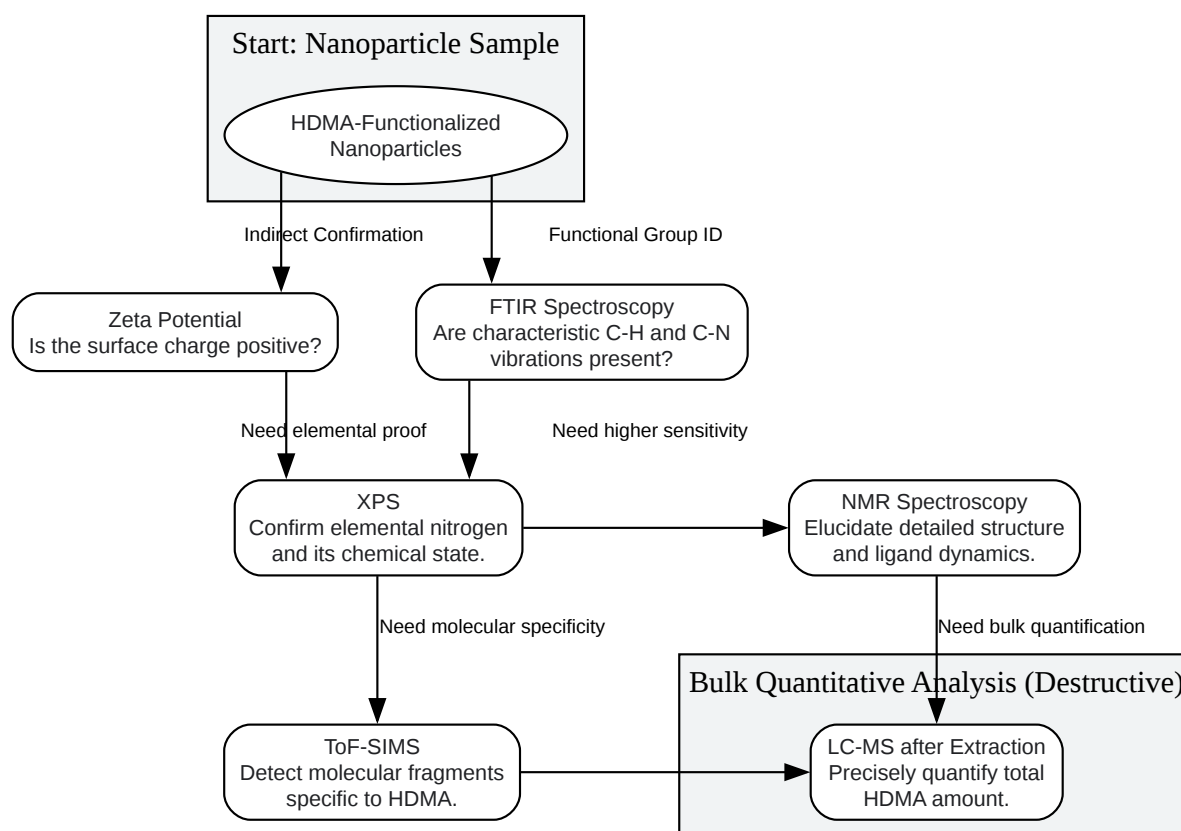 Start: Nanoparticle Sample
HDMA-Functionalized
Nanoparticles
Indirect Confirmation
Functional Group ID
Zeta Potential
Is the surface charge positive?
FTIR Spectroscopy
Are characteristic C-H and C-N
vibrations present?
Need elemental proof
Need higher sensitivity
XPS
Confirm elemental nitrogen
and its chemical state.
NMR Spectroscopy
Elucidate detailed structure
and ligand dynamics.
Need molecular specificity
Need bulk quantification
Bulk Quantitative Analysis (Destructive)
ToF-SIMS
Detect molecular fragments
specific to HDMA.
LC-MS after Extraction
Precisely quantify total
HDMA amount.